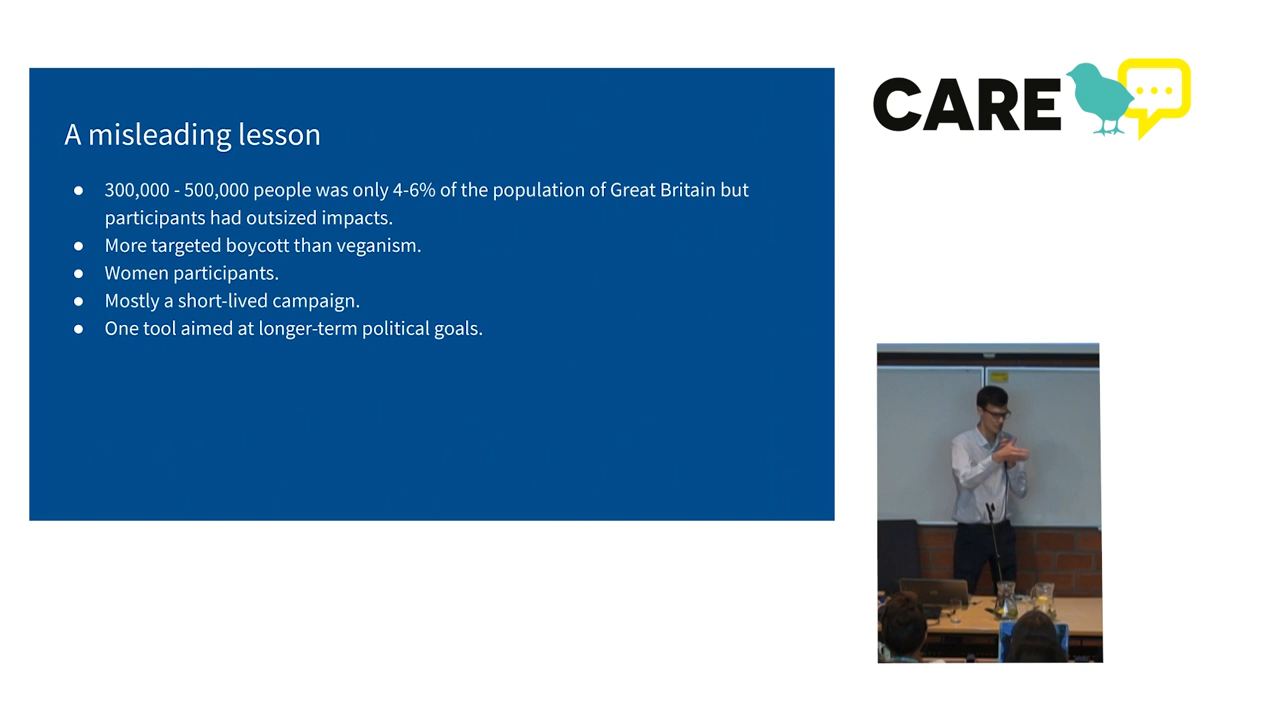 CARE
A misleading lesson
● 300,000 - 500,000 people was only 4-6% of the population of Great Britain but
participants had outsized impacts.
● More targeted boycott than veganism.
● Women participants.
● Mostly a short-lived campaign.
● One tool aimed at longer-term political goals.